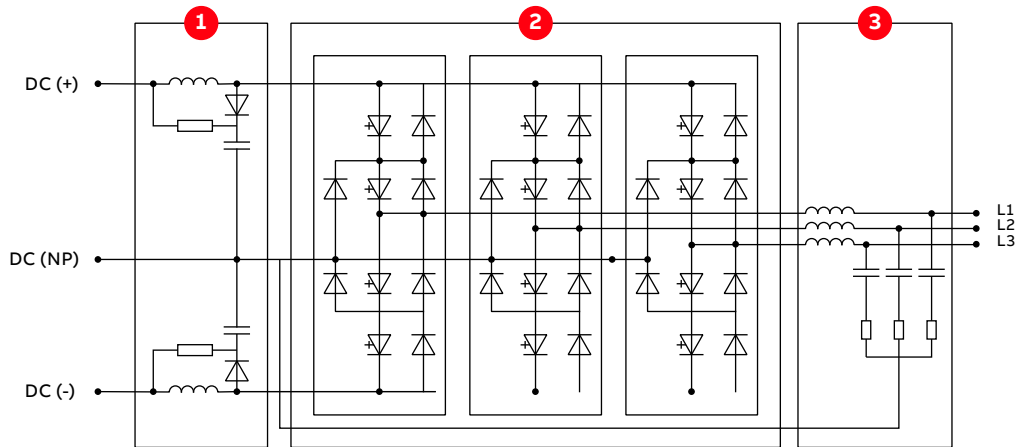 1
2
3
DC (+)
DC (NP)
DC (-)
L1
L2
L3